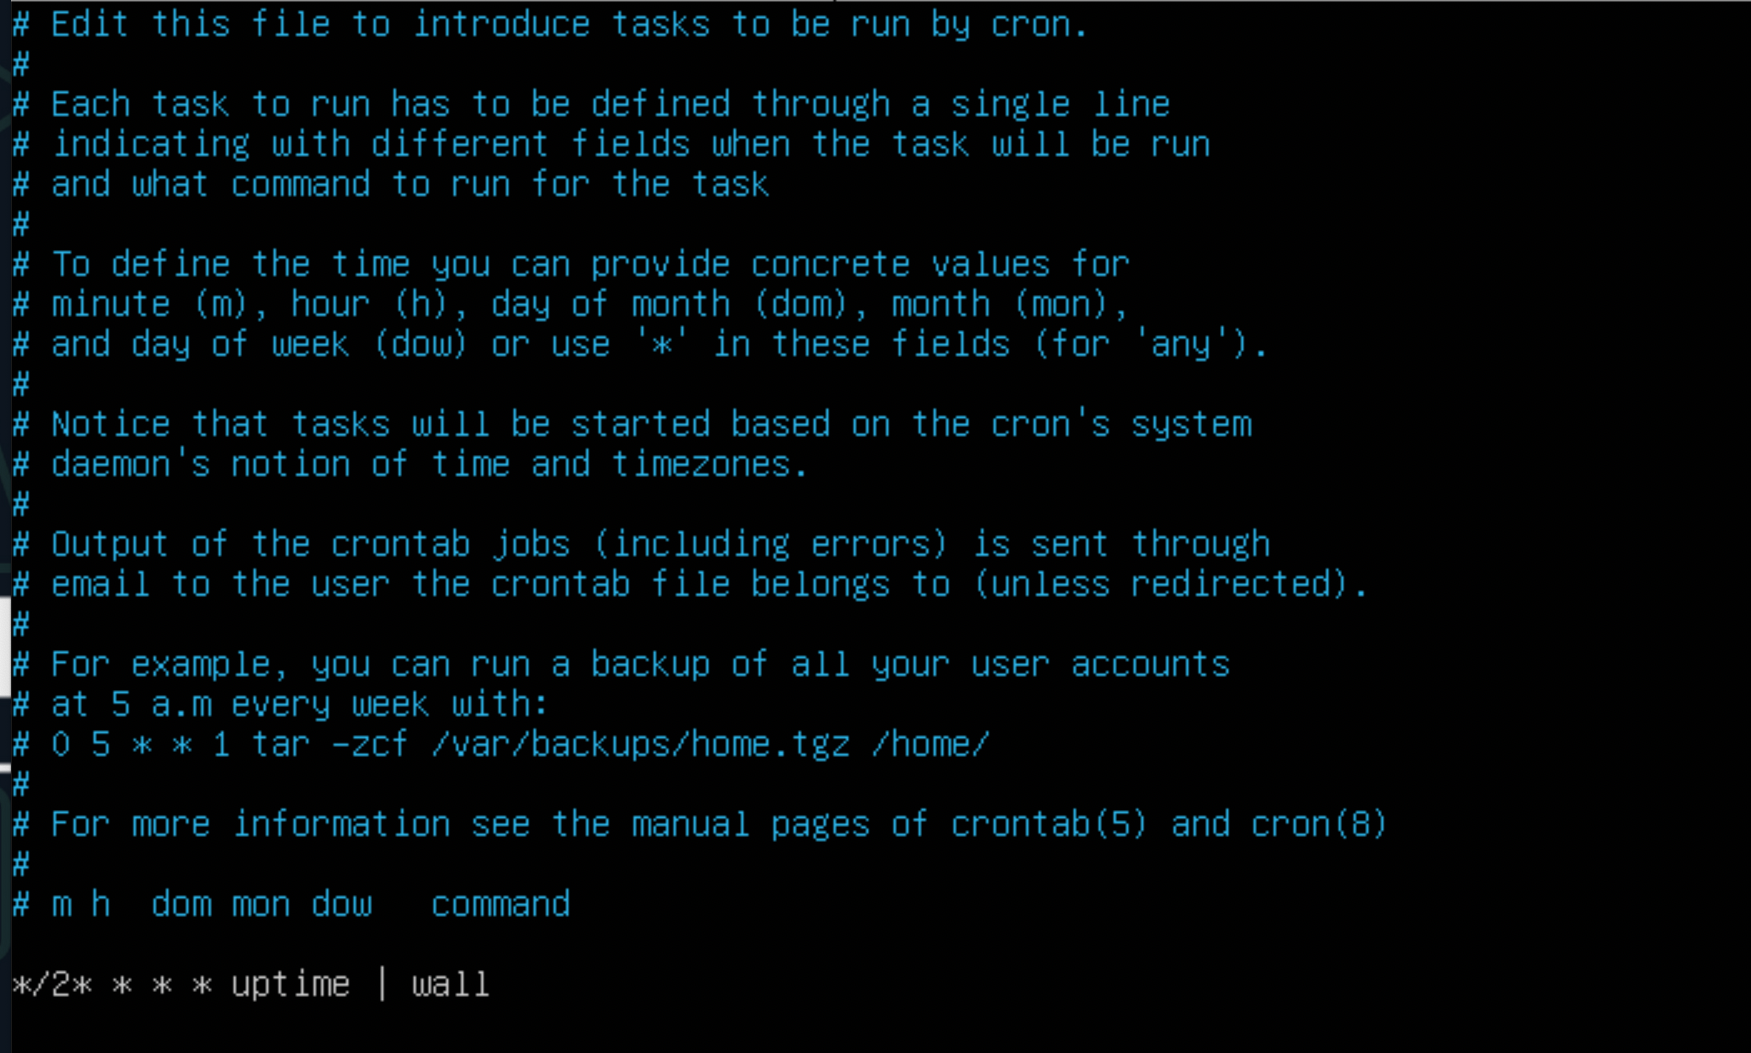 # Edit this file to introduce tasks to be run by cron.
#
# Each task to run has to be defined through a single line
# indicating with different fields when the task will be run
# and what command to run for the task
#
# To define the time you can provide concrete values for
# minute (m), hour (h), day of month (dom), month (mon),
# and day of week (dow) or use '*' in these fields (for 'any').
#
# Notice that tasks will be started based on the cron's system
# daemon's notion of time and timezones.
#
# Output of the crontab jobs (including errors) is sent through
# email to the user the crontab file belongs to (unless redirected).
#
# For example, you can run a backup of all your user accounts
# at 5 a.m every week with:
# 0 5 * * 1 tar -zcf /var/backups/home.tgz /home/
#
# For more information see the manual pages of crontab(5) and cron(8)
#
# m h  dom mon dow   command

*/2* * * * uptime | wall